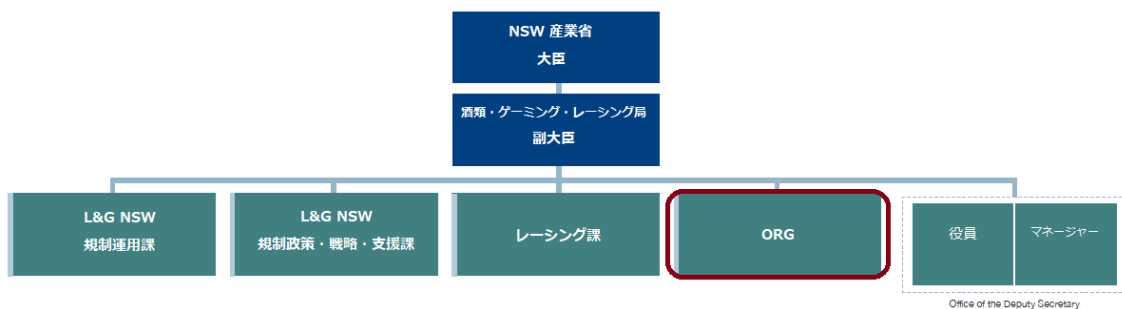 NSW 産業省
大臣
酒類・ゲーミング・レーシング局
副大臣
L&G NSW
規制運用課
L&G NSW
規制政策・戦略・支援課
レーシング課
ORG
役員
マネージャー
Office of the Deputy Secretary